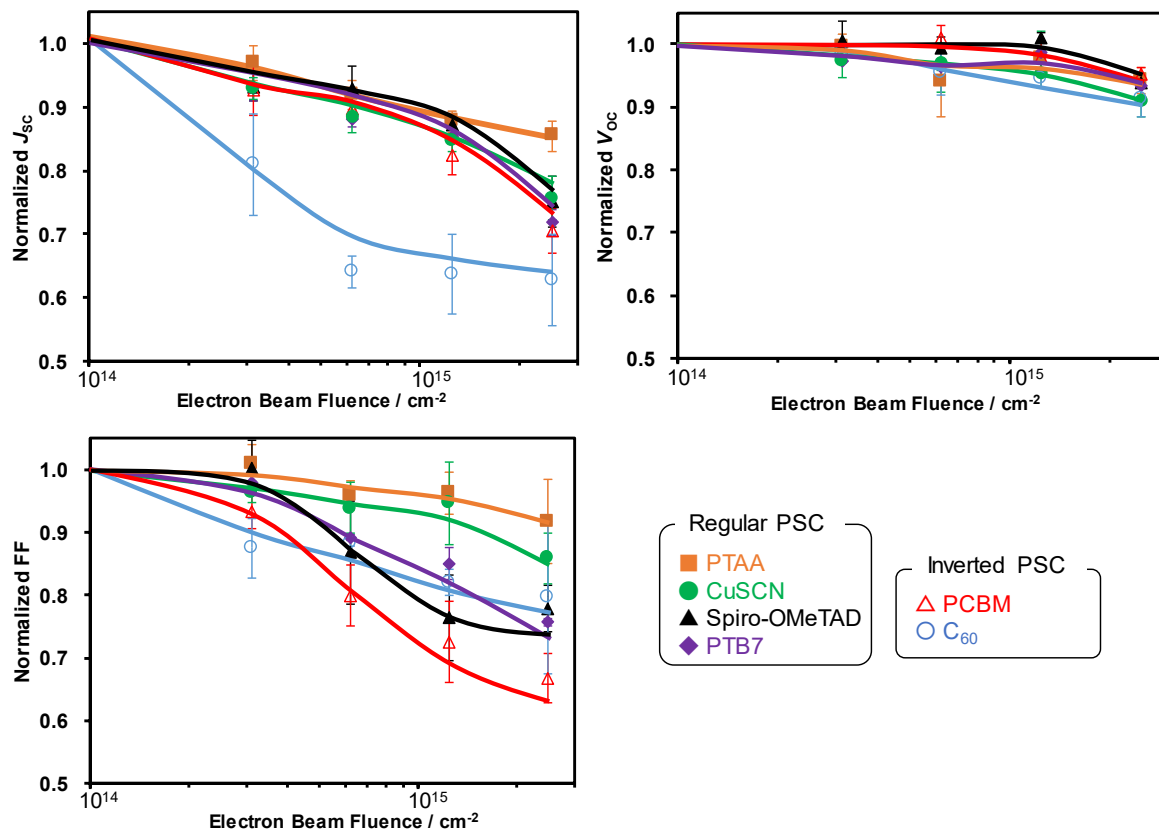 1.0
0.9
0.8
0.7
0.6
0.5
Normalized JSC
10¹⁴
10¹⁵
Electron Beam Fluence / cm⁻²
1.0
0.9
0.8
0.7
0.6
0.5
Normalized VOC
10¹⁴
10¹⁵
Electron Beam Fluence / cm⁻²
1.0
0.9
0.8
0.7
0.6
0.5
Normalized FF
10¹⁴
10¹⁵
Electron Beam Fluence / cm⁻²
Regular PSC
PTAA
CuSCN
Spiro-OMeTAD
PTB7
Inverted PSC
PCBM
C₆₀